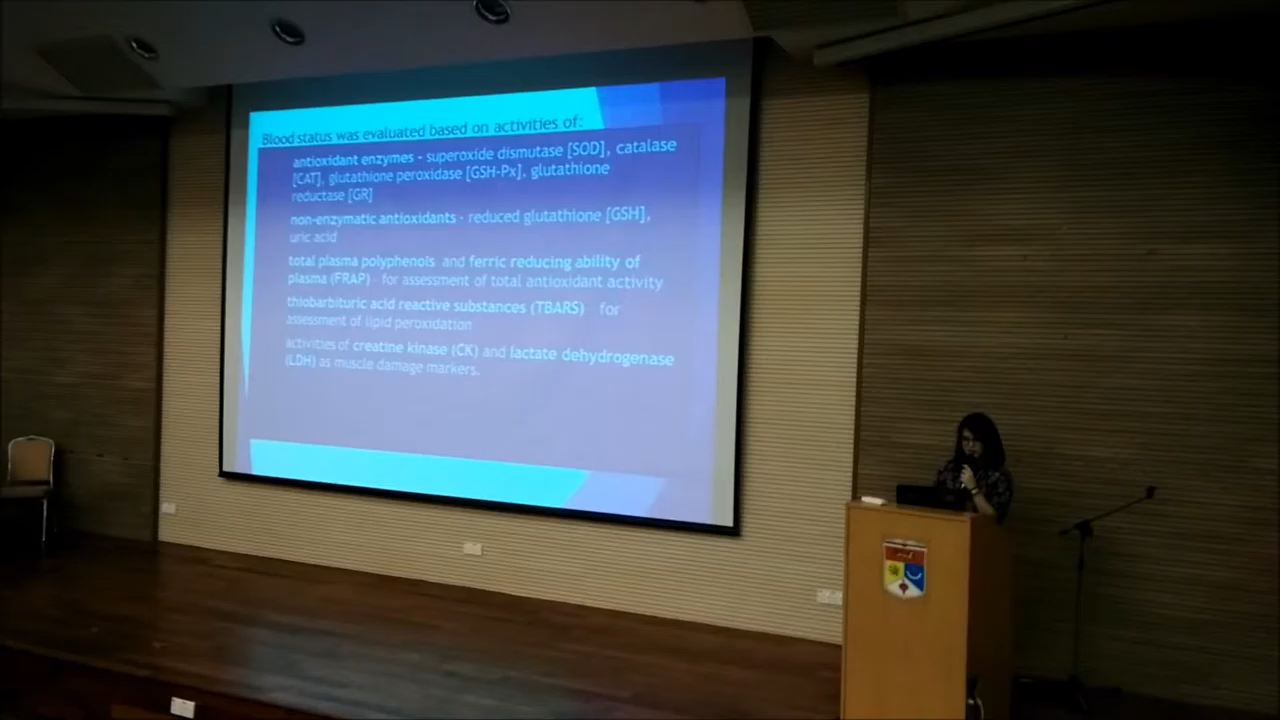 Blood status was evaluated based on activities of:
antioxidant enzymes - superoxide dismutase [SOD], catalase
[CAT], glutathione peroxidase [GSH-Px], glutathione
reductase [GR]
non-enzymatic antioxidants - reduced glutathione [GSH],
uric acid
total plasma polyphenols and ferric reducing ability of
plasma (FRAP) - for assessment of total antioxidant activity
thiobarbituric acid reactive substances (TBARS) for
assessment of lipid peroxidation
activities of creatine kinase (CK) and lactate dehydrogenase
(LDH) as muscle damage markers.